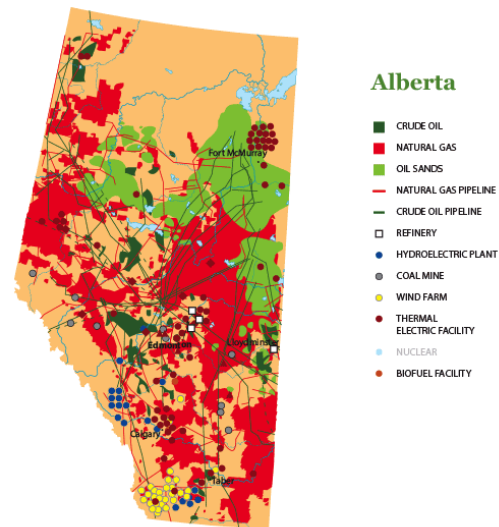 Alberta
CRUDE OIL
NATURAL GAS
OIL SANDS
NATURAL GAS PIPELINE
CRUDE OIL PIPELINE
REFINERY
HYDROELECTRIC PLANT
COAL MINE
WIND FARM
THERMAL
ELECTRIC FACILITY
NUCLEAR
BIOFUEL FACILITY
Fort McMurray
Edmonton
Lloydminster
Calgary
Taber